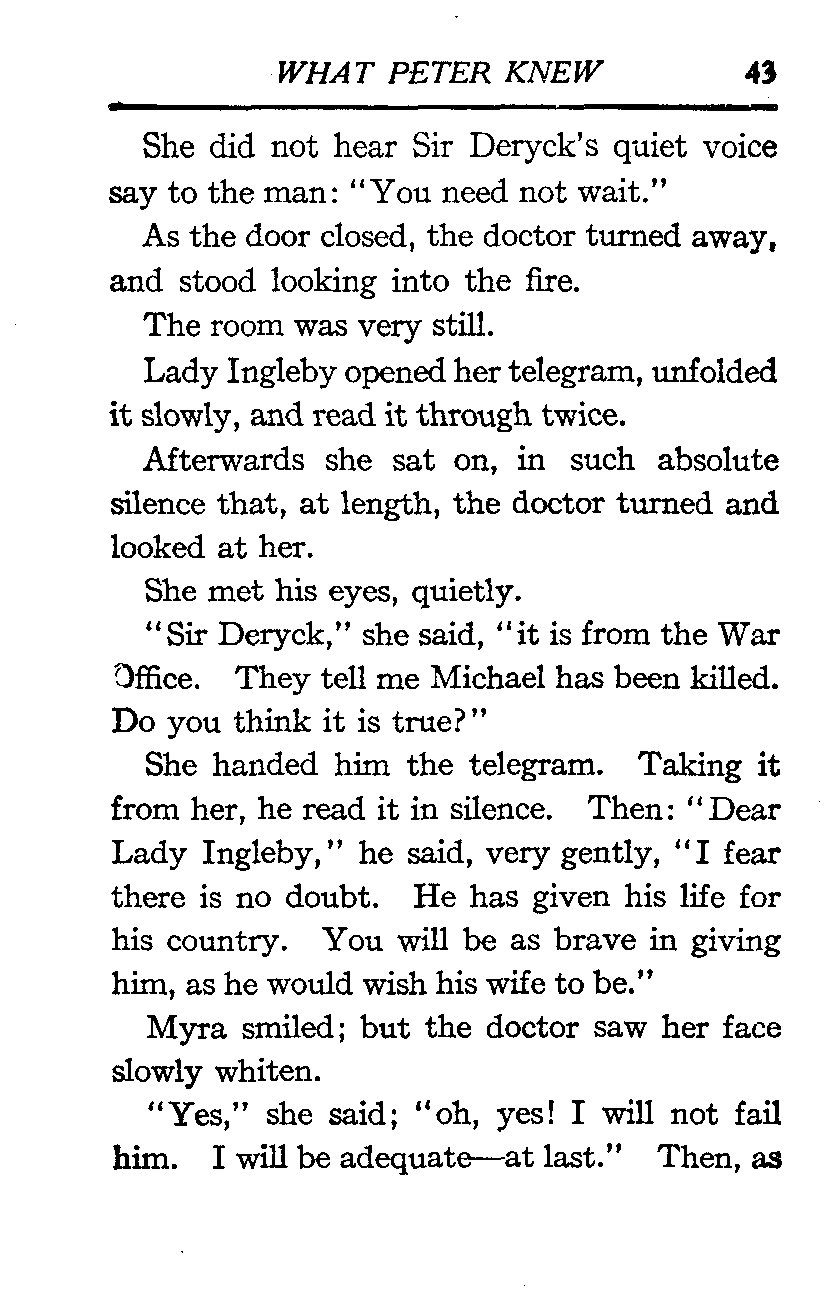 WHAT PETER KNEW 43
She did not hear Sir Deryck's quiet voice
say to the man: "You need not wait."
As the door closed, the doctor turned away,
and stood looking into the fire.
The room was very still.
Lady Ingleby opened her telegram, unfolded
it slowly, and read it through twice.
Afterwards she sat on, in such absolute
silence that, at length, the doctor turned and
looked at her.
She met his eyes, quietly.
"Sir Deryck," she said, "it is from the War
Office. They tell me Michael has been killed.
Do you think it is true?"
She handed him the telegram. Taking it
from her, he read it in silence. Then: "Dear
Lady Ingleby," he said, very gently, "I fear
there is no doubt. He has given his life for
his country. You will be as brave in giving
him, as he would wish his wife to be."
Myra smiled; but the doctor saw her face
slowly whiten.
"Yes," she said; "oh, yes! I will not fail
him. I will be adequate—at last." Then, as